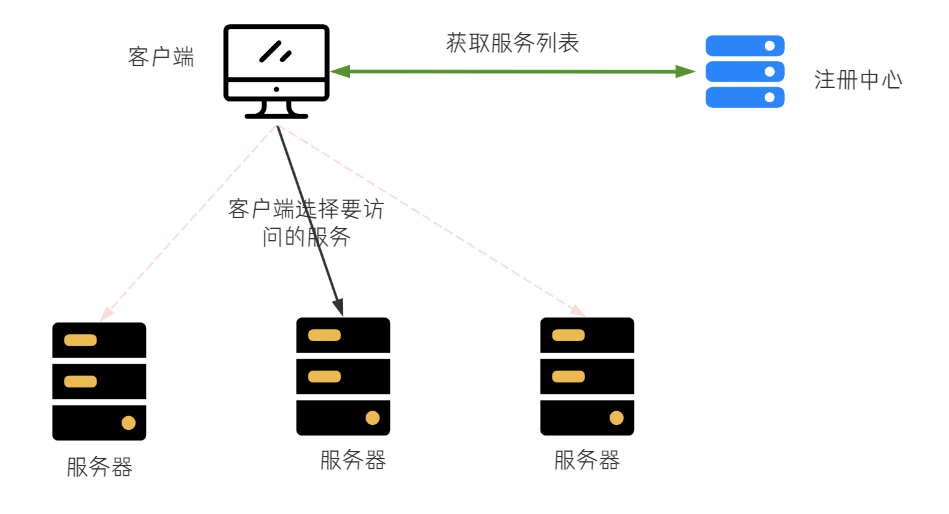 客户端
获取服务列表
注册中心
客户端选择要访
问的服务
服务器
服务器
服务器